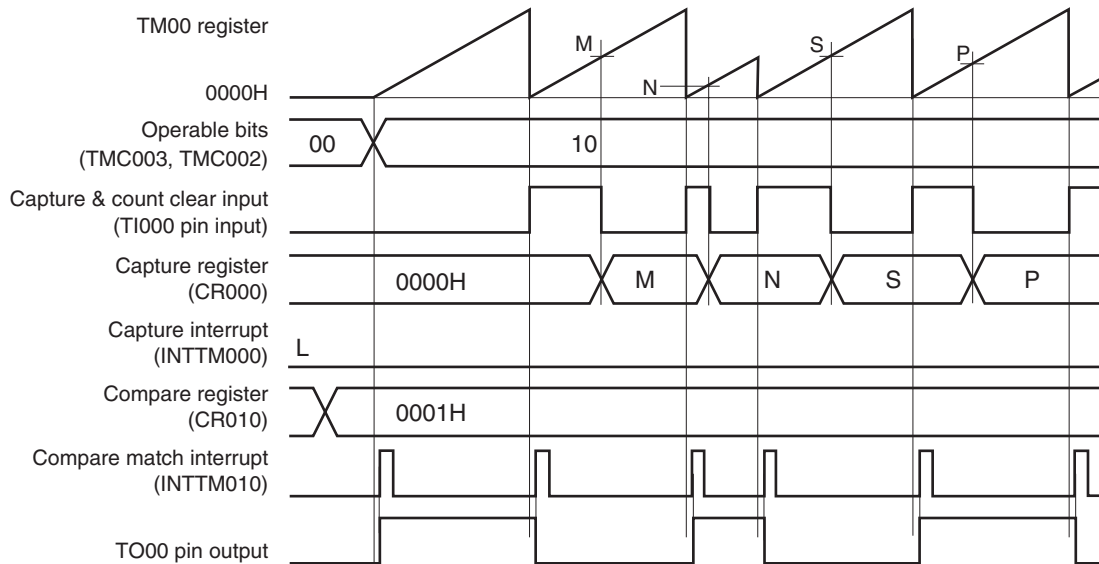 TM00 register
M
S
P
N
0000H
Operable bits
(TMC003, TMC002)
00
10
Capture & count clear input
(TI000 pin input)
Capture register
(CR000)
0000H
M
N
S
P
Capture interrupt
(INTTM000)
L
Compare register
(CR010)
0001H
Compare match interrupt
(INTTM010)
TO00 pin output